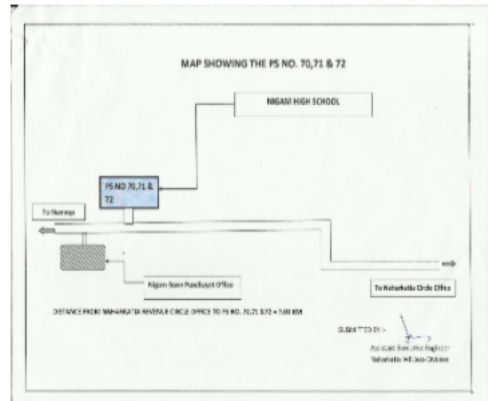 MAP SHOWING THE PS NO. 70,71 & 72
NIGAM HIGH SCHOOL
PS NO 70,71 &
72
To Namrup
Nigam Gaon Panchayat Office
To Naharkatia Circle Office
DISTANCE FROM NAHARKATIA REVENUE CIRCLE OFFICE TO PS NO. 70,71 & 72 = 7.00 KM
SUBMITTED BY :-
Assistant Executive Engineer
Naharkatia
Sub-Division